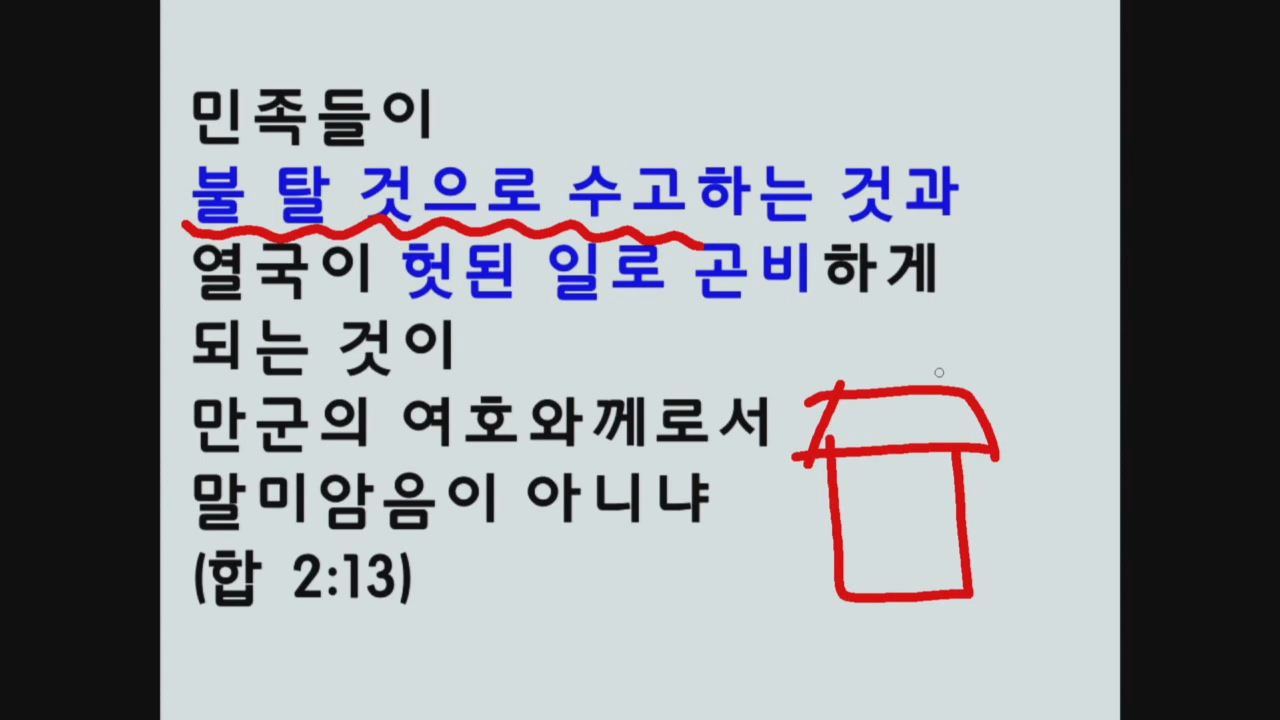 민족들이
불 탈 것으로 수고하는 것과
열국이 헛된 일로 곤비하게
되는 것이
만군의 여호와께로서
말미암음이 아니냐
(합 2:13)